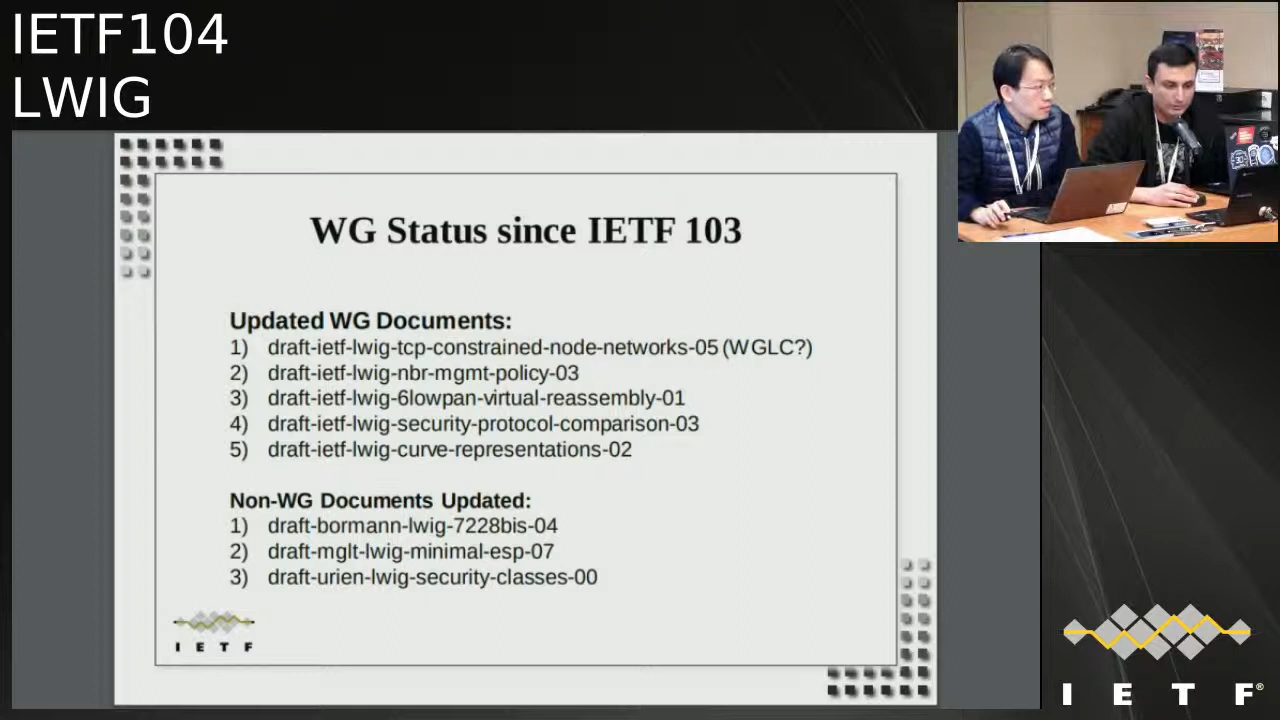 IETF104
LWIG
WG Status since IETF 103
Updated WG Documents:
1) draft-ietf-lwig-tcp-constrained-node-networks-05 (WGLC?)
2) draft-ietf-lwig-nbr-mgmt-policy-03
3) draft-ietf-lwig-6lowpan-virtual-reassembly-01
4) draft-ietf-lwig-security-protocol-comparison-03
5) draft-ietf-lwig-curve-representations-02
Non-WG Documents Updated:
1) draft-bormann-lwig-7228bis-04
2) draft-mglt-lwig-minimal-esp-07
3) draft-urien-lwig-security-classes-00
I E T F
I E T F®